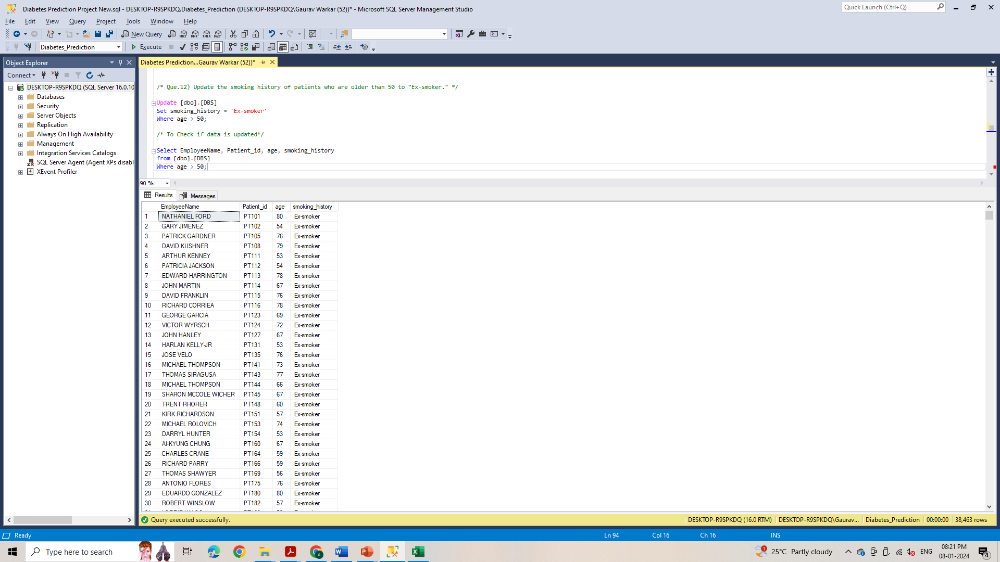 Diabetes Prediction Project New.sql - DESKTOP-R9SPKDQ.Diabetes_Prediction (DESKTOP-R9SPKDQ\Gaurav Warkar (52))* - Microsoft SQL Server Management Studio
Quick Launch (Ctrl+Q)
File Edit View Query Project Tools Window Help
New Query
MDX DMX XMLA DAX
Diabetes_Prediction
Execute
Object Explorer
Diabetes Prediction...Gaurav Warkar (52))*
Connect
DESKTOP-R9SPKDQ (SQL Server 16.0.10
Databases
Security
Server Objects
Replication
Always On High Availability
Management
Integration Services Catalogs
SQL Server Agent (Agent XPs disabl
XEvent Profiler
/* Que.12) Update the smoking history of patients who are older than 50 to "Ex-smoker." */
Update [dbo].[DBS]
Set smoking_history = 'Ex-smoker'
Where age > 50;
/* To Check if data is updated*/
Select EmployeeName, Patient_id, age, smoking_history
from [dbo].[DBS]
Where age > 50;
90 %
Results Messages
EmployeeName Patient_id age smoking_history
1 NATHANIEL FORD PT101 80 Ex-smoker
2 GARY JIMENEZ PT102 54 Ex-smoker
3 PATRICK GARDNER PT105 76 Ex-smoker
4 DAVID KUSHNER PT108 79 Ex-smoker
5 ARTHUR KENNEY PT111 53 Ex-smoker
6 PATRICIA JACKSON PT112 54 Ex-smoker
7 EDWARD HARRINGTON PT113 78 Ex-smoker
8 JOHN MARTIN PT114 67 Ex-smoker
9 DAVID FRANKLIN PT115 76 Ex-smoker
10 RICHARD CORRIEA PT116 78 Ex-smoker
11 GEORGE GARCIA PT123 69 Ex-smoker
12 VICTOR WYRSCH PT124 72 Ex-smoker
13 JOHN HANLEY PT127 67 Ex-smoker
14 HARLAN KELLY-JR PT131 53 Ex-smoker
15 JOSE VELO PT135 76 Ex-smoker
16 MICHAEL THOMPSON PT141 73 Ex-smoker
17 THOMAS SIRAGUSA PT143 77 Ex-smoker
18 MICHAEL THOMPSON PT144 66 Ex-smoker
19 SHARON MCCOLE WICHER PT145 67 Ex-smoker
20 TRENT RHORER PT148 60 Ex-smoker
21 KIRK RICHARDSON PT151 57 Ex-smoker
22 MICHAEL ROLOVICH PT153 74 Ex-smoker
23 DARRYL HUNTER PT154 53 Ex-smoker
24 AI-KYUNG CHUNG PT160 67 Ex-smoker
25 CHARLES CRANE PT164 59 Ex-smoker
26 RICHARD PARRY PT166 59 Ex-smoker
27 THOMAS SHAWYER PT169 56 Ex-smoker
28 ANTONIO FLORES PT175 76 Ex-smoker
29 EDUARDO GONZALEZ PT180 80 Ex-smoker
30 ROBERT WINSLOW PT182 57 Ex-smoker
Query executed successfully. DESKTOP-R9SPKDQ (16.0 RTM) DESKTOP-R9SPKDQ\Gaurav... Diabetes_Prediction 00:00:00 38,463 rows
Ready Ln 94 Col 16 Ch 16 INS
Type here to search 25°C Partly cloudy ENG 08:21 PM
08-01-2024
4